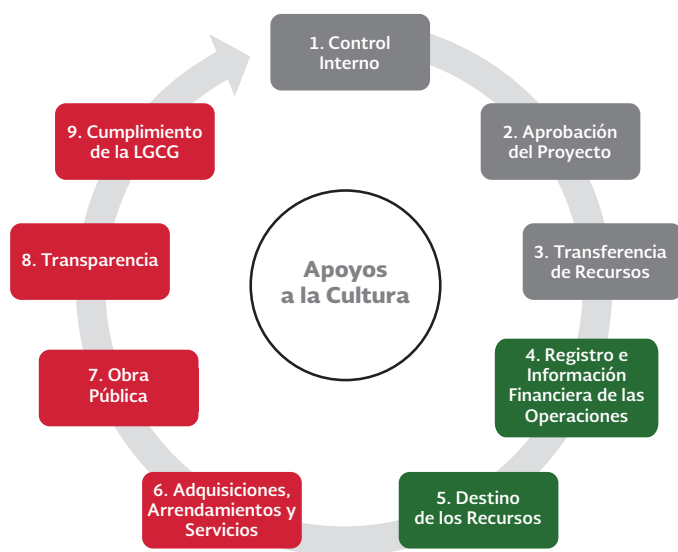 1. Control
Interno
2. Aprobación
del Proyecto
3. Transferencia
de Recursos
4. Registro e
Información
Financiera de las
Operaciones
5. Destino
de los Recursos
6. Adquisiciones,
Arrendamientos y
Servicios
7. Obra
Pública
8. Transparencia
9. Cumplimiento
de la LGCG
Apoyos
a la Cultura